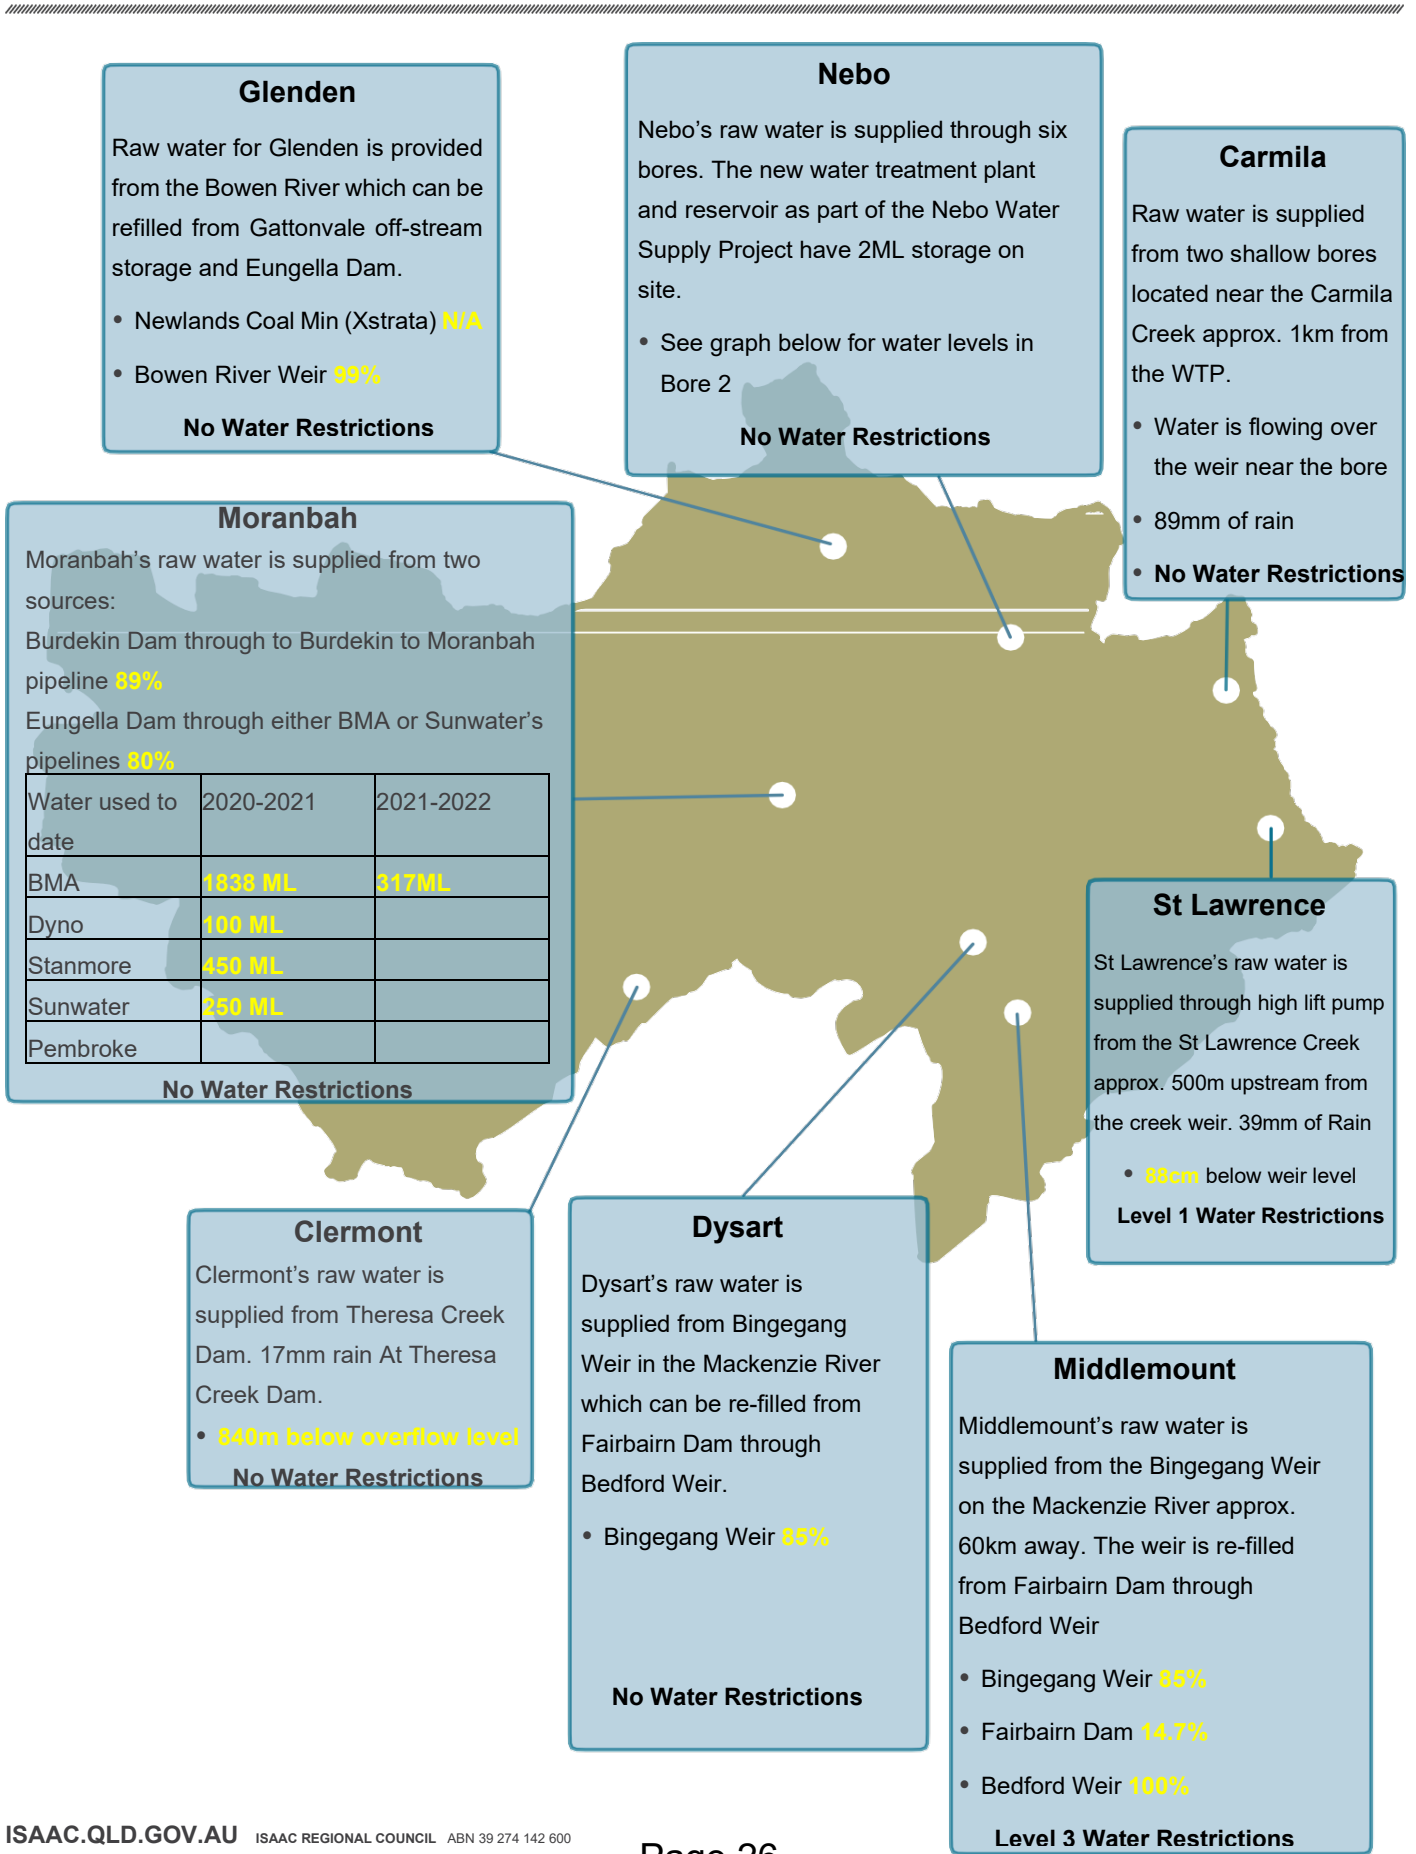 Glenden
Raw water for Glenden is provided
from the Bowen River which can be
refilled from Gattonvale off-stream
storage and Eungella Dam.
• Newlands Coal Min (Xstrata) N/A
• Bowen River Weir 99%
No Water Restrictions
Nebo
Nebo’s raw water is supplied through six
bores. The new water treatment plant
and reservoir as part of the Nebo Water
Supply Project have 2ML storage on
site.
• See graph below for water levels in
Bore 2
No Water Restrictions
Carmila
Raw water is supplied
from two shallow bores
located near the Carmila
Creek approx. 1km from
the WTP.
• Water is flowing over
the weir near the bore
• 89mm of rain
• No Water Restrictions
Moranbah
Moranbah’s raw water is supplied from two
sources:
Burdekin Dam through to Burdekin to Moranbah
pipeline 89%
Eungella Dam through either BMA or Sunwater’s
pipelines 80%
Water used to date 2020-2021 2021-2022
BMA 1838 ML 317ML
Dyno 100 ML
Stanmore 450 ML
Sunwater 250 ML
Pembroke
No Water Restrictions
St Lawrence
St Lawrence’s raw water is
supplied through high lift pump
from the St Lawrence Creek
approx. 500m upstream from
the creek weir. 39mm of Rain
• 88cm below weir level
Level 1 Water Restrictions
Clermont
Clermont’s raw water is
supplied from Theresa Creek
Dam. 17mm rain At Theresa
Creek Dam.
• 840m below overflow level
No Water Restrictions
Dysart
Dysart’s raw water is
supplied from Bingegang
Weir in the Mackenzie River
which can be re-filled from
Fairbairn Dam through
Bedford Weir.
• Bingegang Weir 85%
No Water Restrictions
Middlemount
Middlemount’s raw water is
supplied from the Bingegang Weir
on the Mackenzie River approx.
60km away. The weir is re-filled
from Fairbairn Dam through
Bedford Weir
• Bingegang Weir 85%
• Fairbairn Dam 14.7%
• Bedford Weir 100%
Level 3 Water Restrictions
ISAAC.QLD.GOV.AU ISAAC REGIONAL COUNCIL ABN 39 274 142 600
Page 26